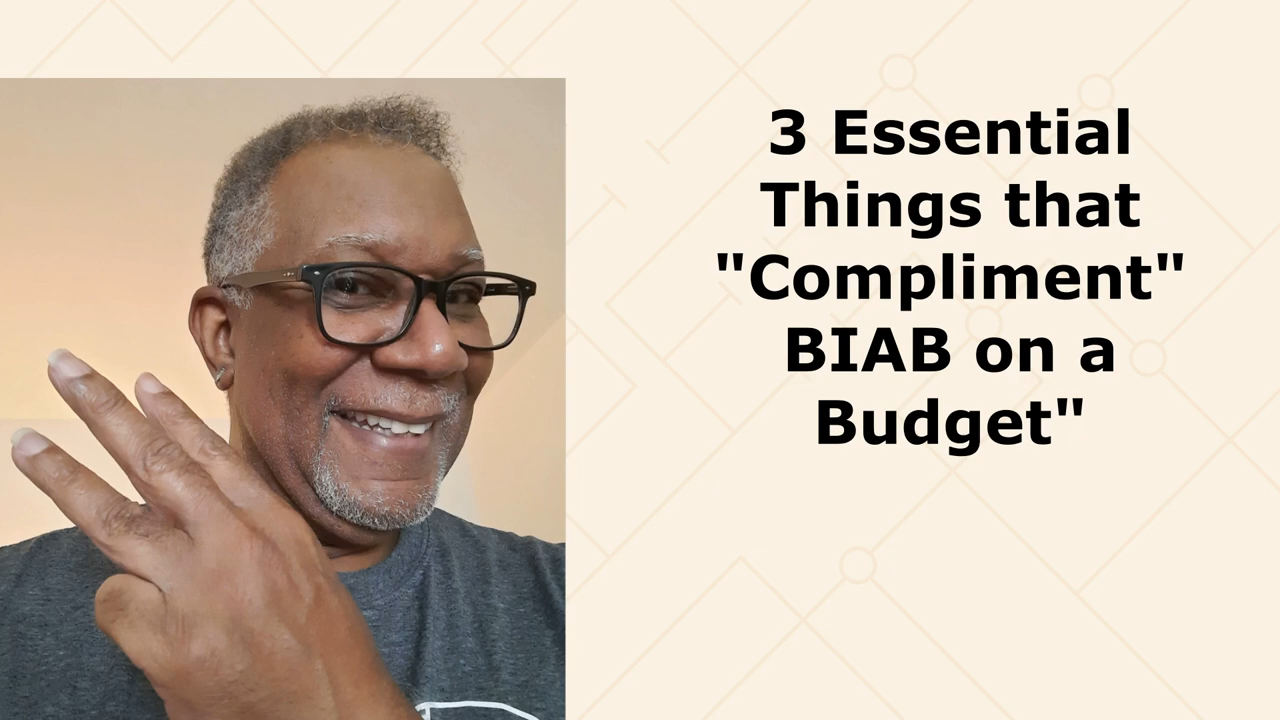 3 Essential
Things that
"Compliment"
BIAB on a
Budget"